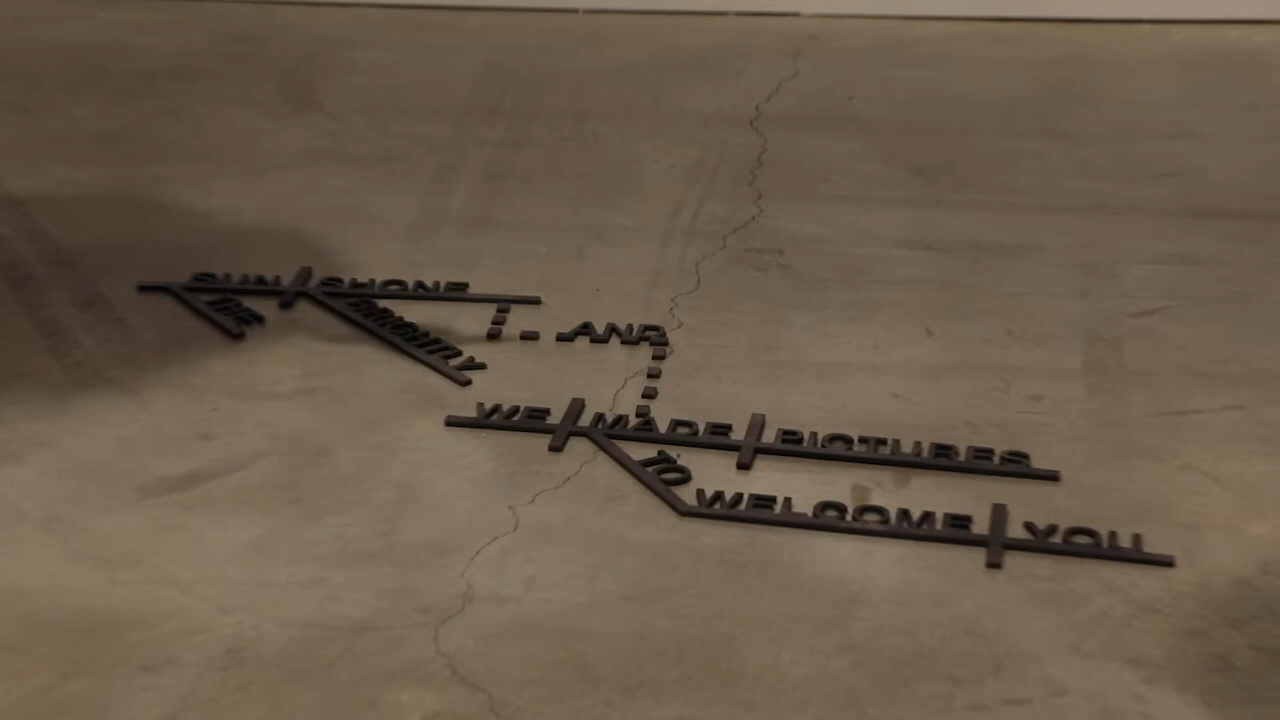 SUN SHONE
THE
BRIGHTLY
AND
WE MADE PICTURES
TO
WELCOME YOU